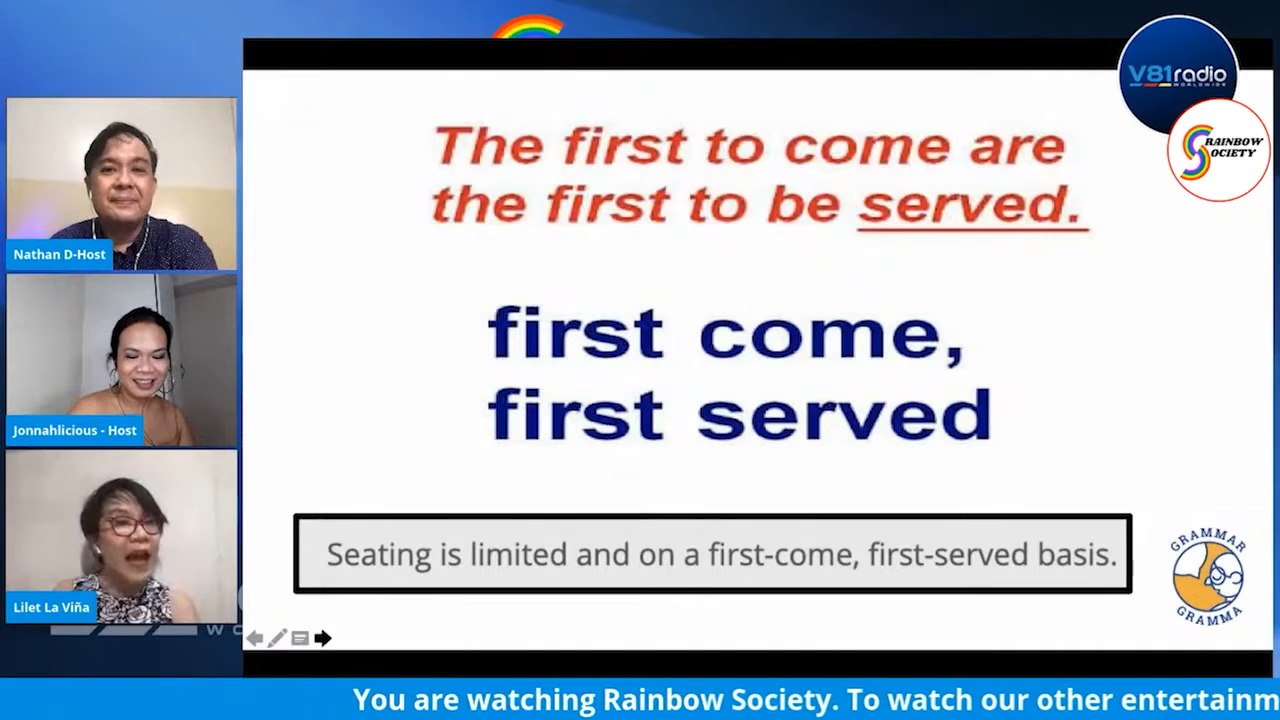 V81radio
WORLDWIDE
RAINBOW
SOCIETY
The first to come are
the first to be served.
Nathan D-Host
first come,
first served
Jonnahlicious - Host
Seating is limited and on a first-come, first-served basis.
GRAMMAR
GRAMMA
Lilet La Viña
You are watching Rainbow Society. To watch our other entertainm